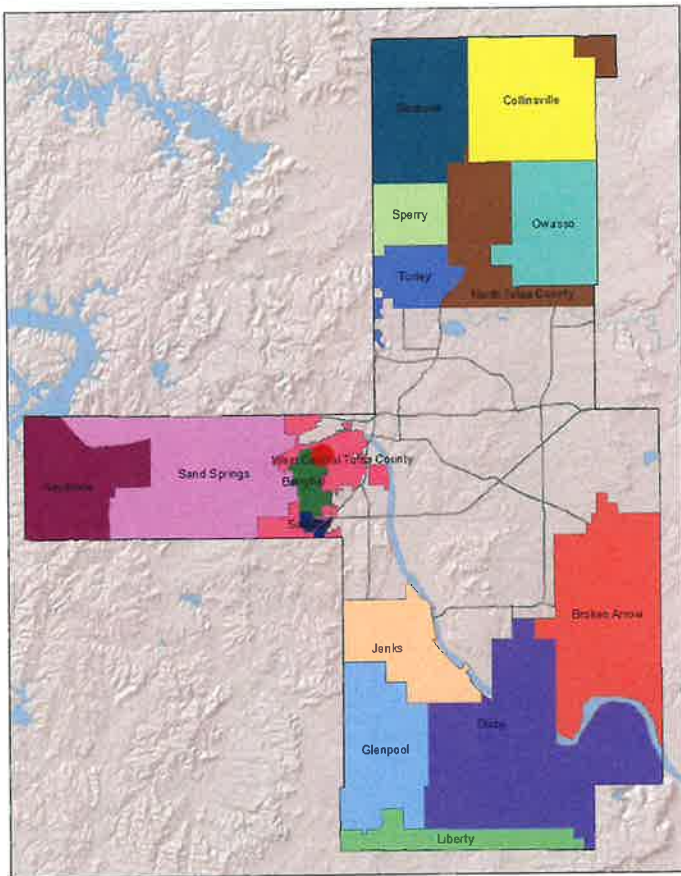 Skiatook
Collinsville
Sperry
Owasso
Turley
North Tulsa County
West Central Tulsa County
Sand Springs
Keystone
Berryhill
Broken Arrow
Jenks
Bixby
Glenpool
Liberty